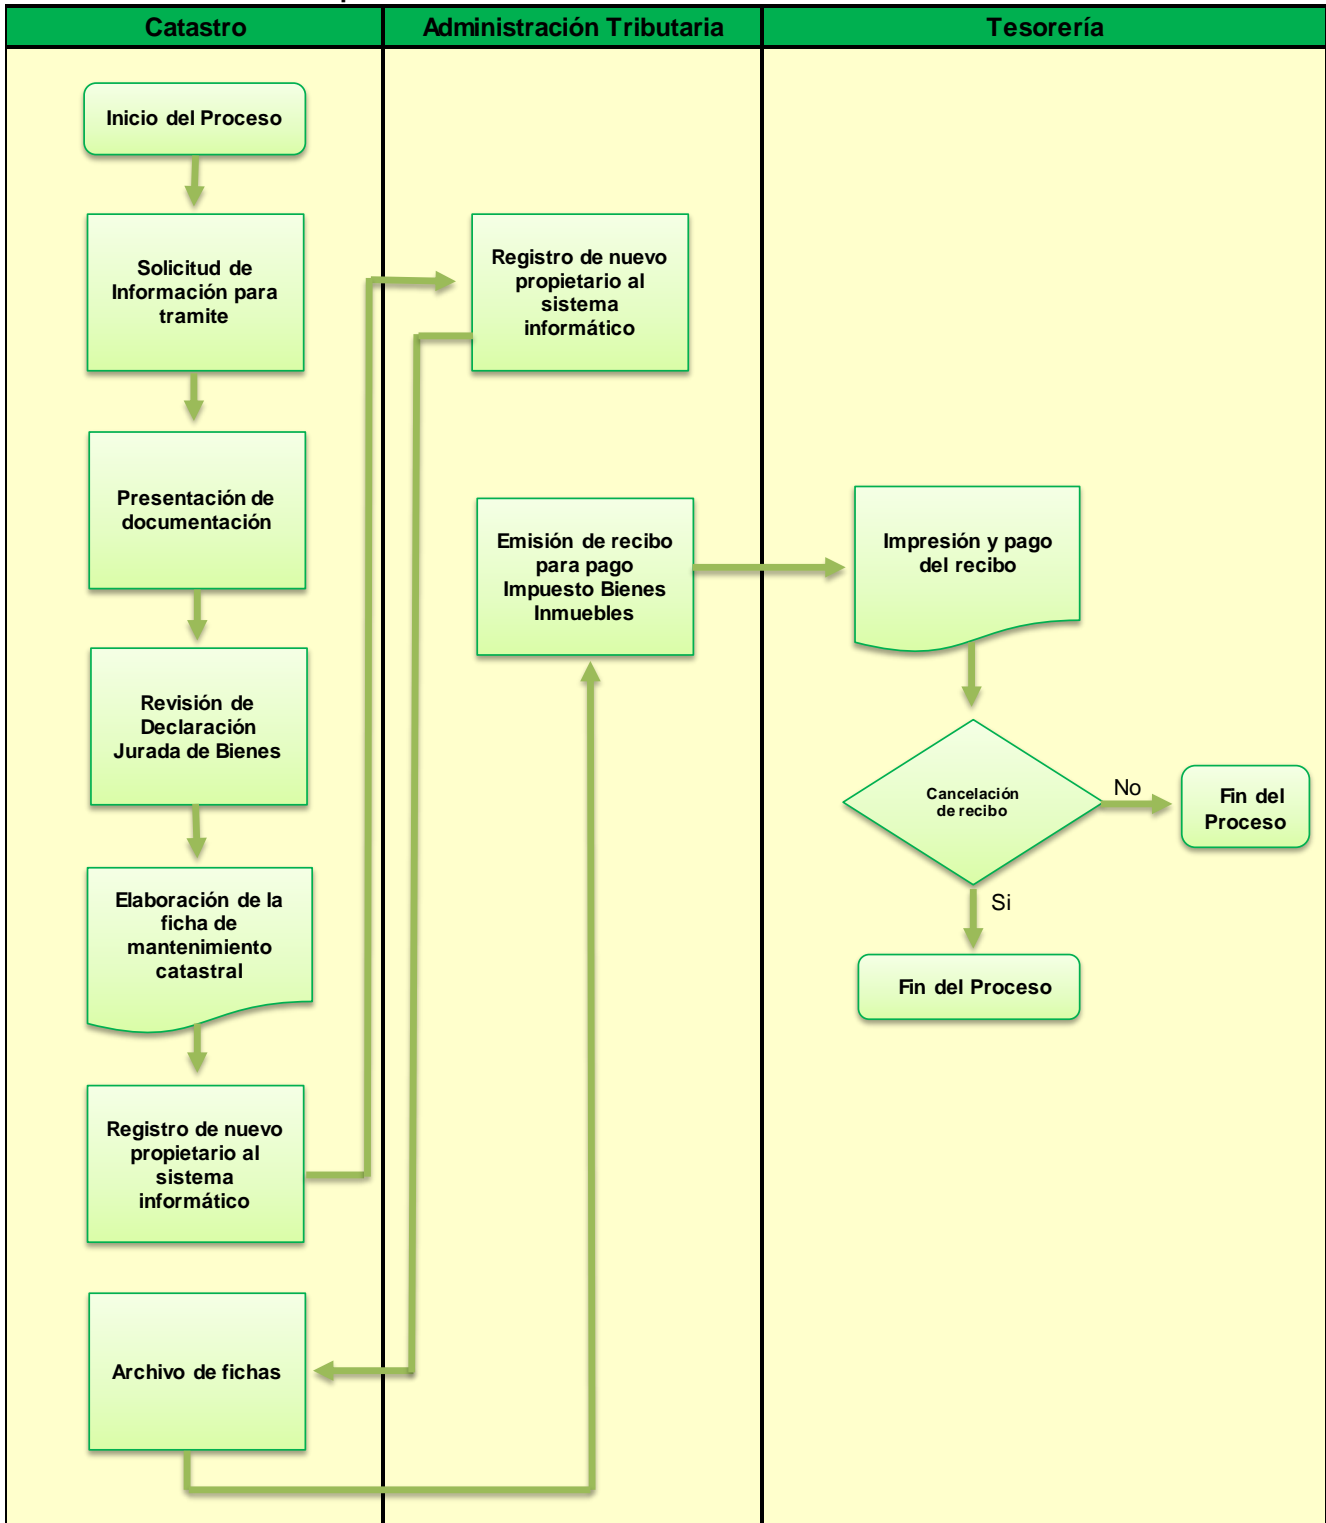 Catastro
Administración Tributaria
Tesorería
Inicio del Proceso
Solicitud de
Información para
tramite
Presentación de
documentación
Revisión de
Declaración
Jurada de Bienes
Elaboración de la
ficha de
mantenimiento
catastral
Registro de nuevo
propietario al
sistema
informático
Archivo de fichas
Registro de nuevo
propietario al
sistema
informático
Emisión de recibo
para pago
Impuesto Bienes
Inmuebles
Impresión y pago
del recibo
Cancelación
de recibo
No
Fin del
Proceso
Si
Fin del Proceso